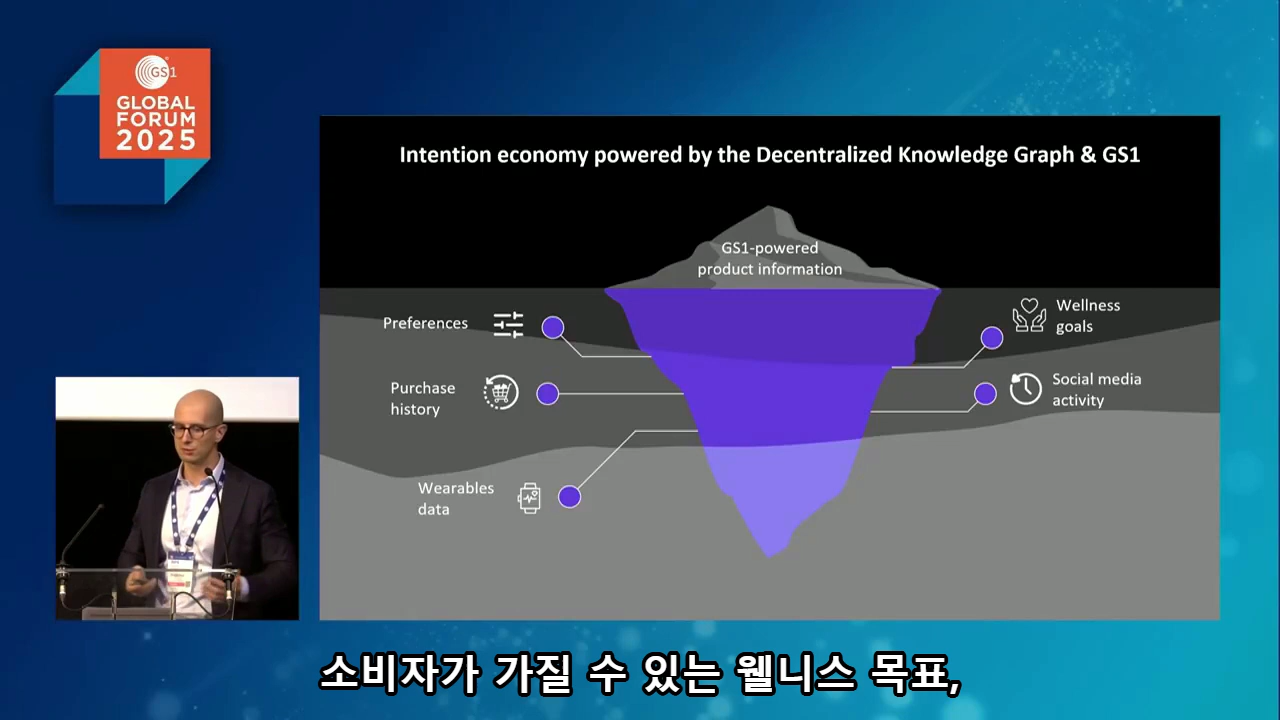 GS1
GLOBAL
FORUM
2025
Intention economy powered by the Decentralized Knowledge Graph & GS1
GS1-powered
product information
Preferences
Purchase
history
Wearables
data
Wellness
goals
Social media
activity
소비자가 가질 수 있는 웰니스 목표,